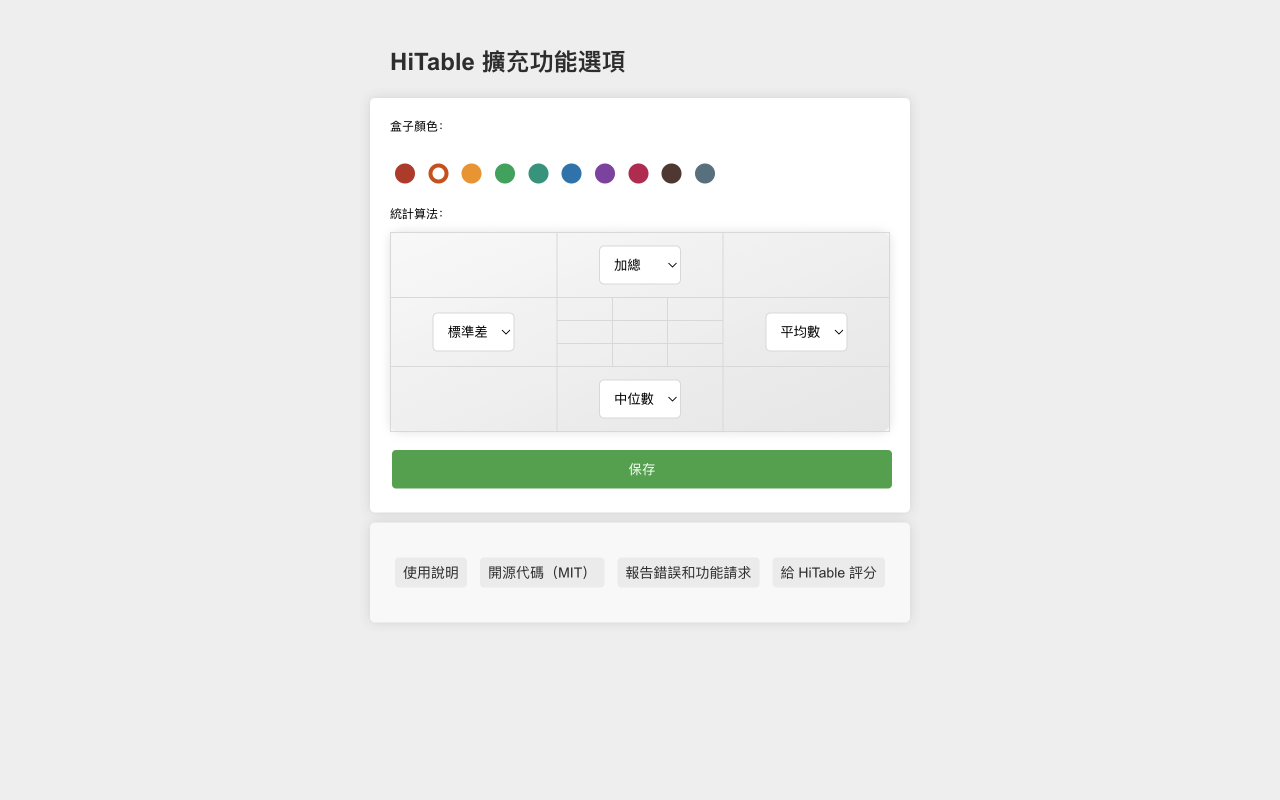 HiTable 擴充功能選項
盒子顏色:
統計算法:
加總
標準差
平均數
中位數
保存
使用說明
開源代碼（MIT）
報告錯誤和功能請求
給 HiTable 評分